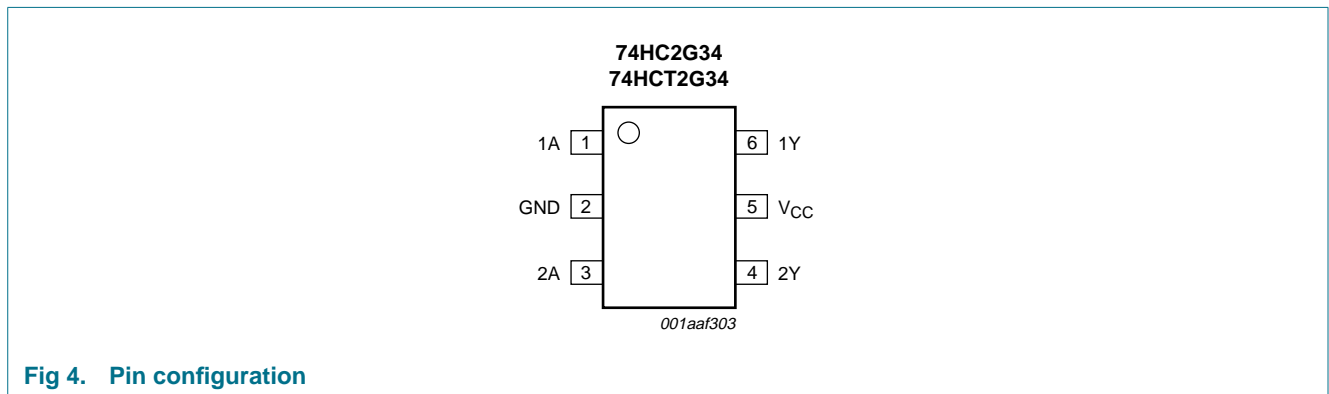 74HC2G34
74HCT2G34
1A 1 6 1Y
GND 2 5 VCC
2A 3 4 2Y
001aaf303
Fig 4. Pin configuration